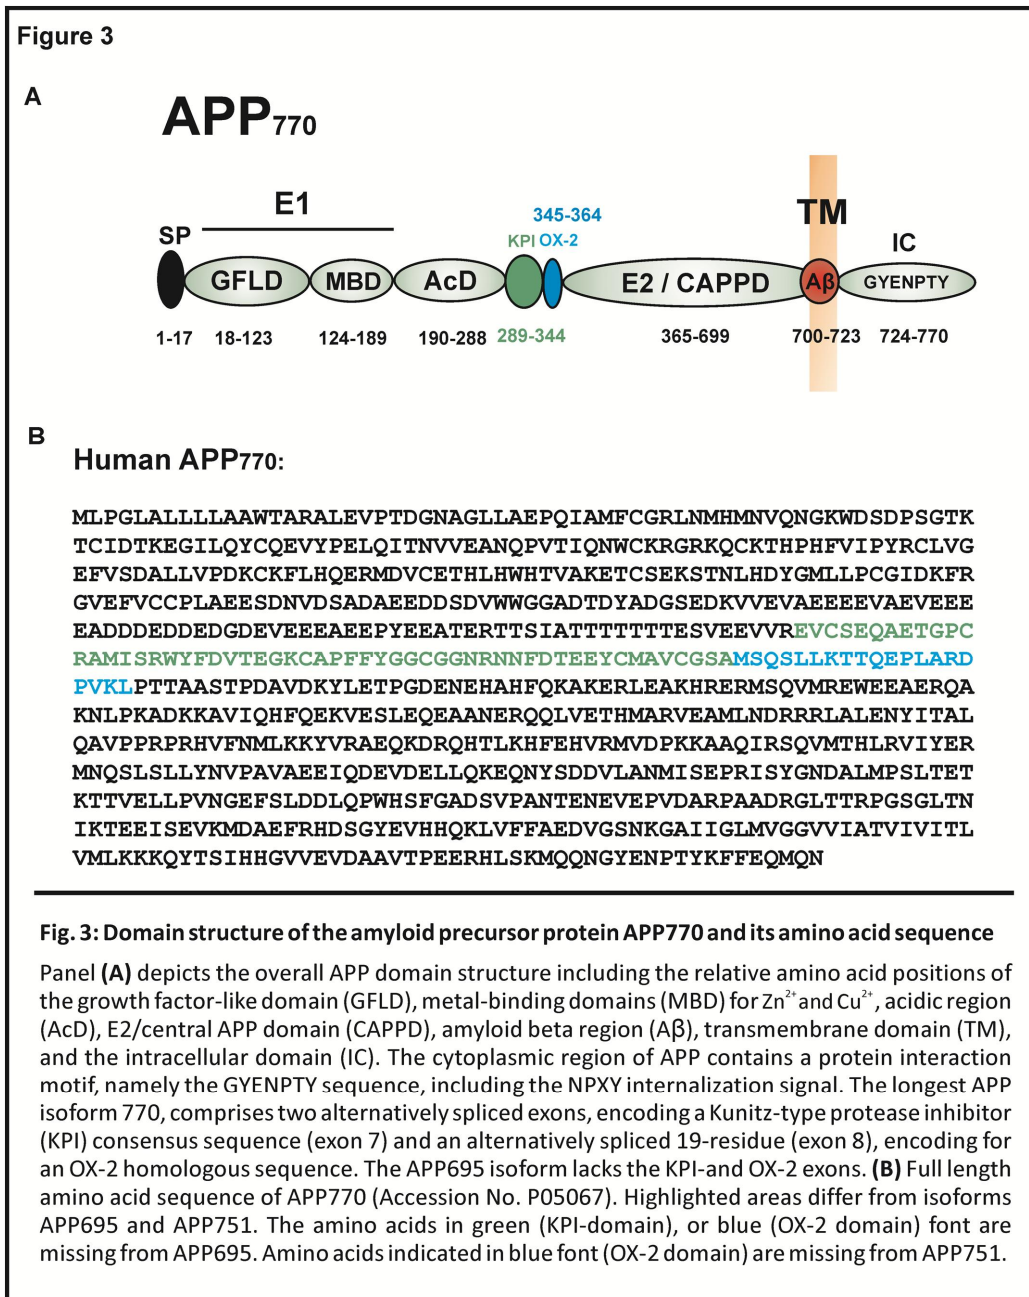 Figure 3
A
APP770
E1
345-364
TM
SP
KPI OX-2
IC
GFLD MBD AcD E2 / CAPPD Aβ GYENPTY
1-17 18-123 124-189 190-288 289-344 365-699 700-723 724-770
B
Human APP770:
MLPGLALLLLAAWTARALEVPTDGNAGLLAEPQIAMFCGRLNMHMNVQNGKWDSDPSGTK
TCIDTKEGILQYCQEVYPELQITNVVEANQPVTIQNWCKRGRKQCKTHPHFVIPYRCLVG
EFVSDALLVPDKCKFLHQERMDVCETHLHWHTVAKETCSEKSTNLHDYGMLLPCGIDKFR
GVEFVCCPLAEESDNVDSADAEEDDSDVWWGGADTDYADGSEDKVVEVAEEEEVAEVEEE
EADDDEDDEDGDEVEEEAEEPYEEATERTTSIATTTTTTTESVEEVVREVCSEQAETGPC
RAMISRWYFDVTEGKCAPFFYGGCGGNRNNFDTEEYCMAVCGSAMSQSLLKTTQEPLARD
PVKLPTTAASTPDAVDKYLETPGDENEHAHFQKAKERLEAKHRERMSQVMREWEEAERQA
KNLPKADKKAVIQHFQEKVESLEQEAANERQQLVETHMARVEAMLNDRRRLALENYITAL
QAVPPRPRHVFNMLKKYVRAEQKDRQHTLKHFEHVRMVDPKKAAQIRSQVMTHLRVIYER
MNQSLSLLYNVPAVAEEIQDEVDELLQKEQNYSDDVLANMISEPRISYGNDALMPSLTET
KTTVELLPVNGEFSLDDLQPWHSFGADSVPANTENEVEPVDARPAADRGLTTRPGSGLTN
IKTEEISEVKMDAEFRHDSGYEVHHQKLVFFAEDVGSNKGAIIGLMVGGVVIATVIVITL
VMLKKKQYTSIHHGVVEVDAAVTPEERHLSKMQQNGYENPTYKFFEQMQN
Fig. 3: Domain structure of the amyloid precursor protein APP770 and its amino acid sequence
Panel (A) depicts the overall APP domain structure including the relative amino acid positions of
the growth factor-like domain (GFLD), metal-binding domains (MBD) for Zn²⁺ and Cu²⁺, acidic region
(AcD), E2/central APP domain (CAPPD), amyloid beta region (Aβ), transmembrane domain (TM),
and the intracellular domain (IC). The cytoplasmic region of APP contains a protein interaction
motif, namely the GYENPTY sequence, including the NPXY internalization signal. The longest APP
isoform 770, comprises two alternatively spliced exons, encoding a Kunitz-type protease inhibitor
(KPI) consensus sequence (exon 7) and an alternatively spliced 19-residue (exon 8), encoding for
an OX-2 homologous sequence. The APP695 isoform lacks the KPI-and OX-2 exons. (B) Full length
amino acid sequence of APP770 (Accession No. P05067). Highlighted areas differ from isoforms
APP695 and APP751. The amino acids in green (KPI-domain), or blue (OX-2 domain) font are
missing from APP695. Amino acids indicated in blue font (OX-2 domain) are missing from APP751.